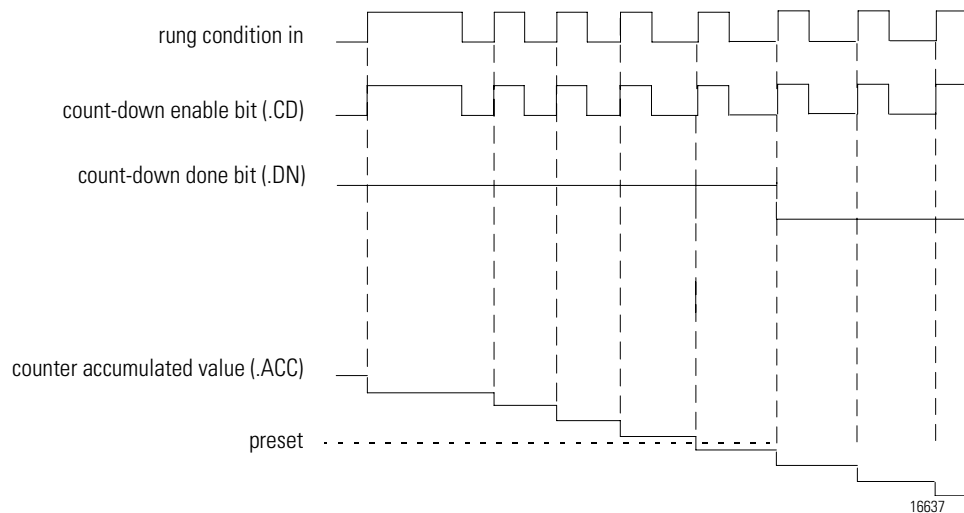 rung condition in
count-down enable bit (.CD)
count-down done bit (.DN)
counter accumulated value (.ACC)
preset
16637